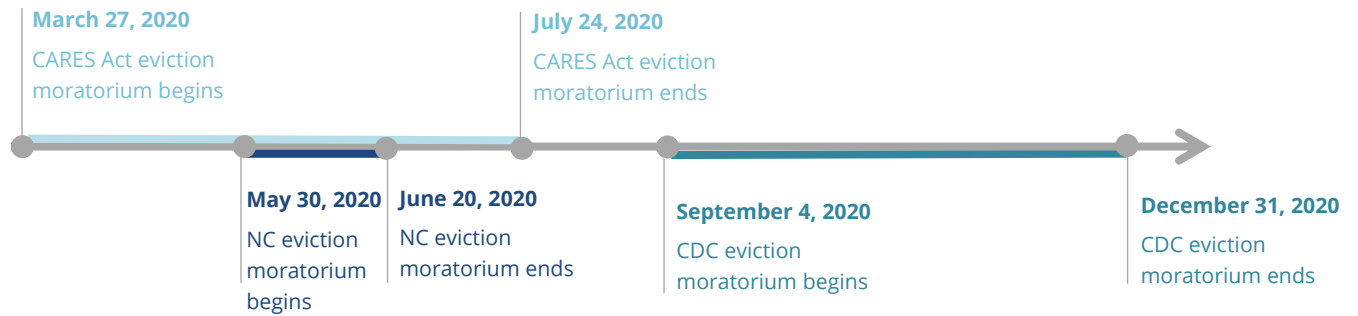 March 27, 2020
CARES Act eviction
moratorium begins
July 24, 2020
CARES Act eviction
moratorium ends
May 30, 2020
NC eviction
moratorium
begins
June 20, 2020
NC eviction
moratorium ends
September 4, 2020
CDC eviction
moratorium begins
December 31, 2020
CDC eviction
moratorium ends